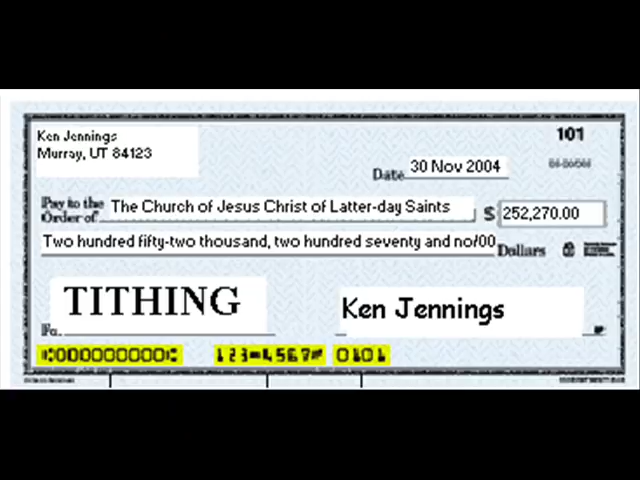 Ken Jennings
101
Murray, UT 84123
Date 30 Nov 2004
Pay to the
Order of The Church of Jesus Christ of Latter-day Saints $ 252,270.00
Two hundred fifty-two thousand, two hundred seventy and no/00 Dollars
TITHING Ken Jennings
Fo
⑆000000000⑆ 123⑉4567⑈ 0101